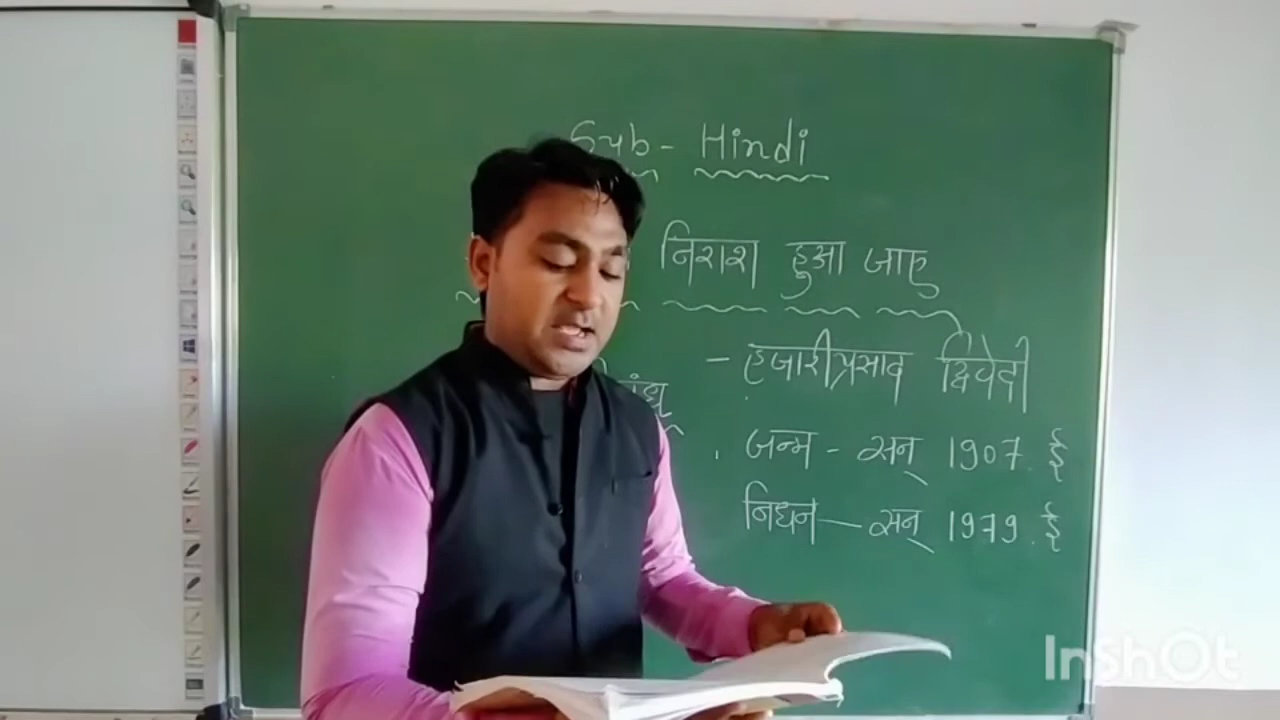 Sub - Hindi
निराश हुआ जाए
- हजारीप्रसाद द्विवेदी
जन्म - सन् 1907 ई
निधन — सन् 1979 ई
InShOt